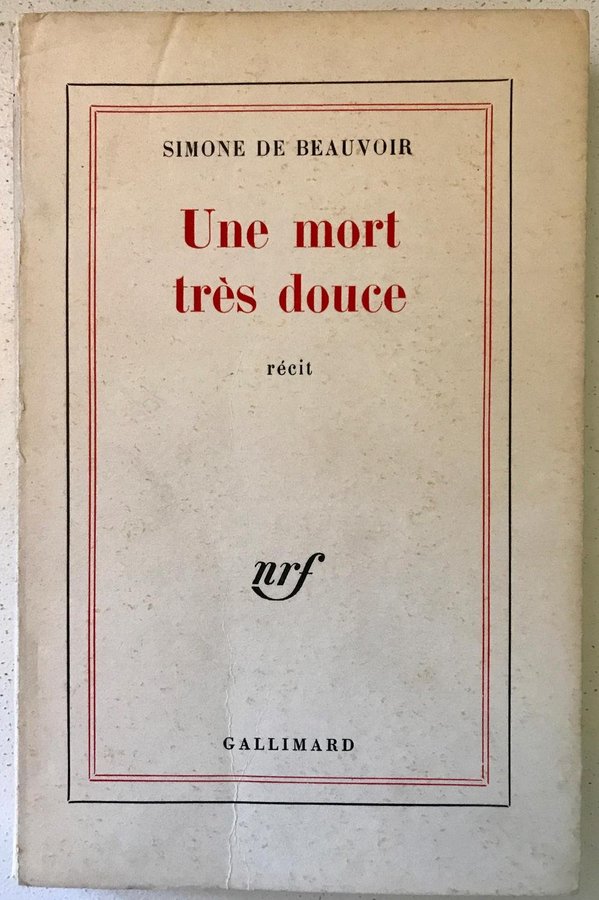 SIMONE DE BEAUVOIR
Une mort
très douce
récit
nrf
GALLIMARD